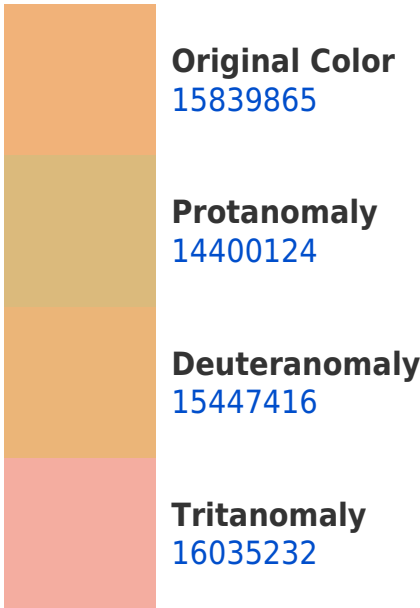 Original Color
15839865
Protanomaly
14400124
Deuteranomaly
15447416
Tritanomaly
16035232